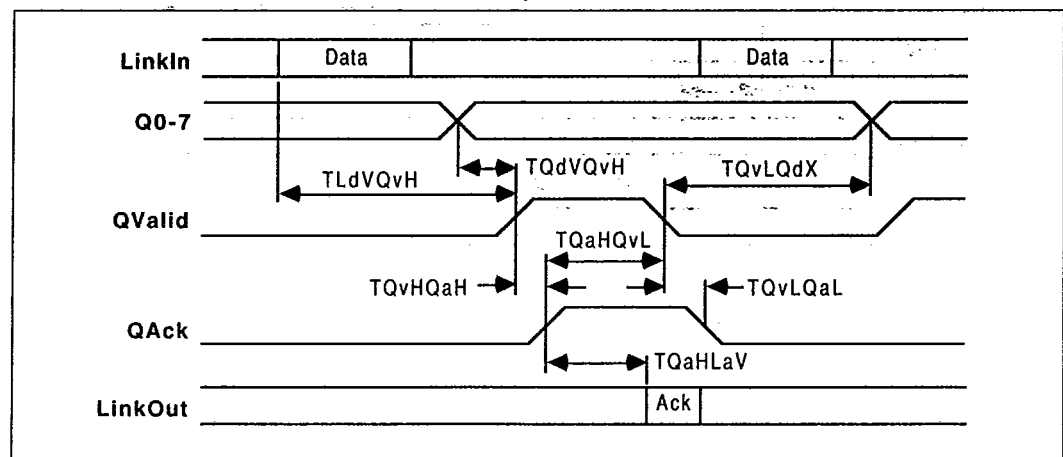 LinkIn Data Data
Q0-7
TLdVQvH TQdVQvH TQvLQdX
QValid
TQaHQvL
TQvHQaH TQvLQaL
QAck
TQaHLaV
LinkOut Ack